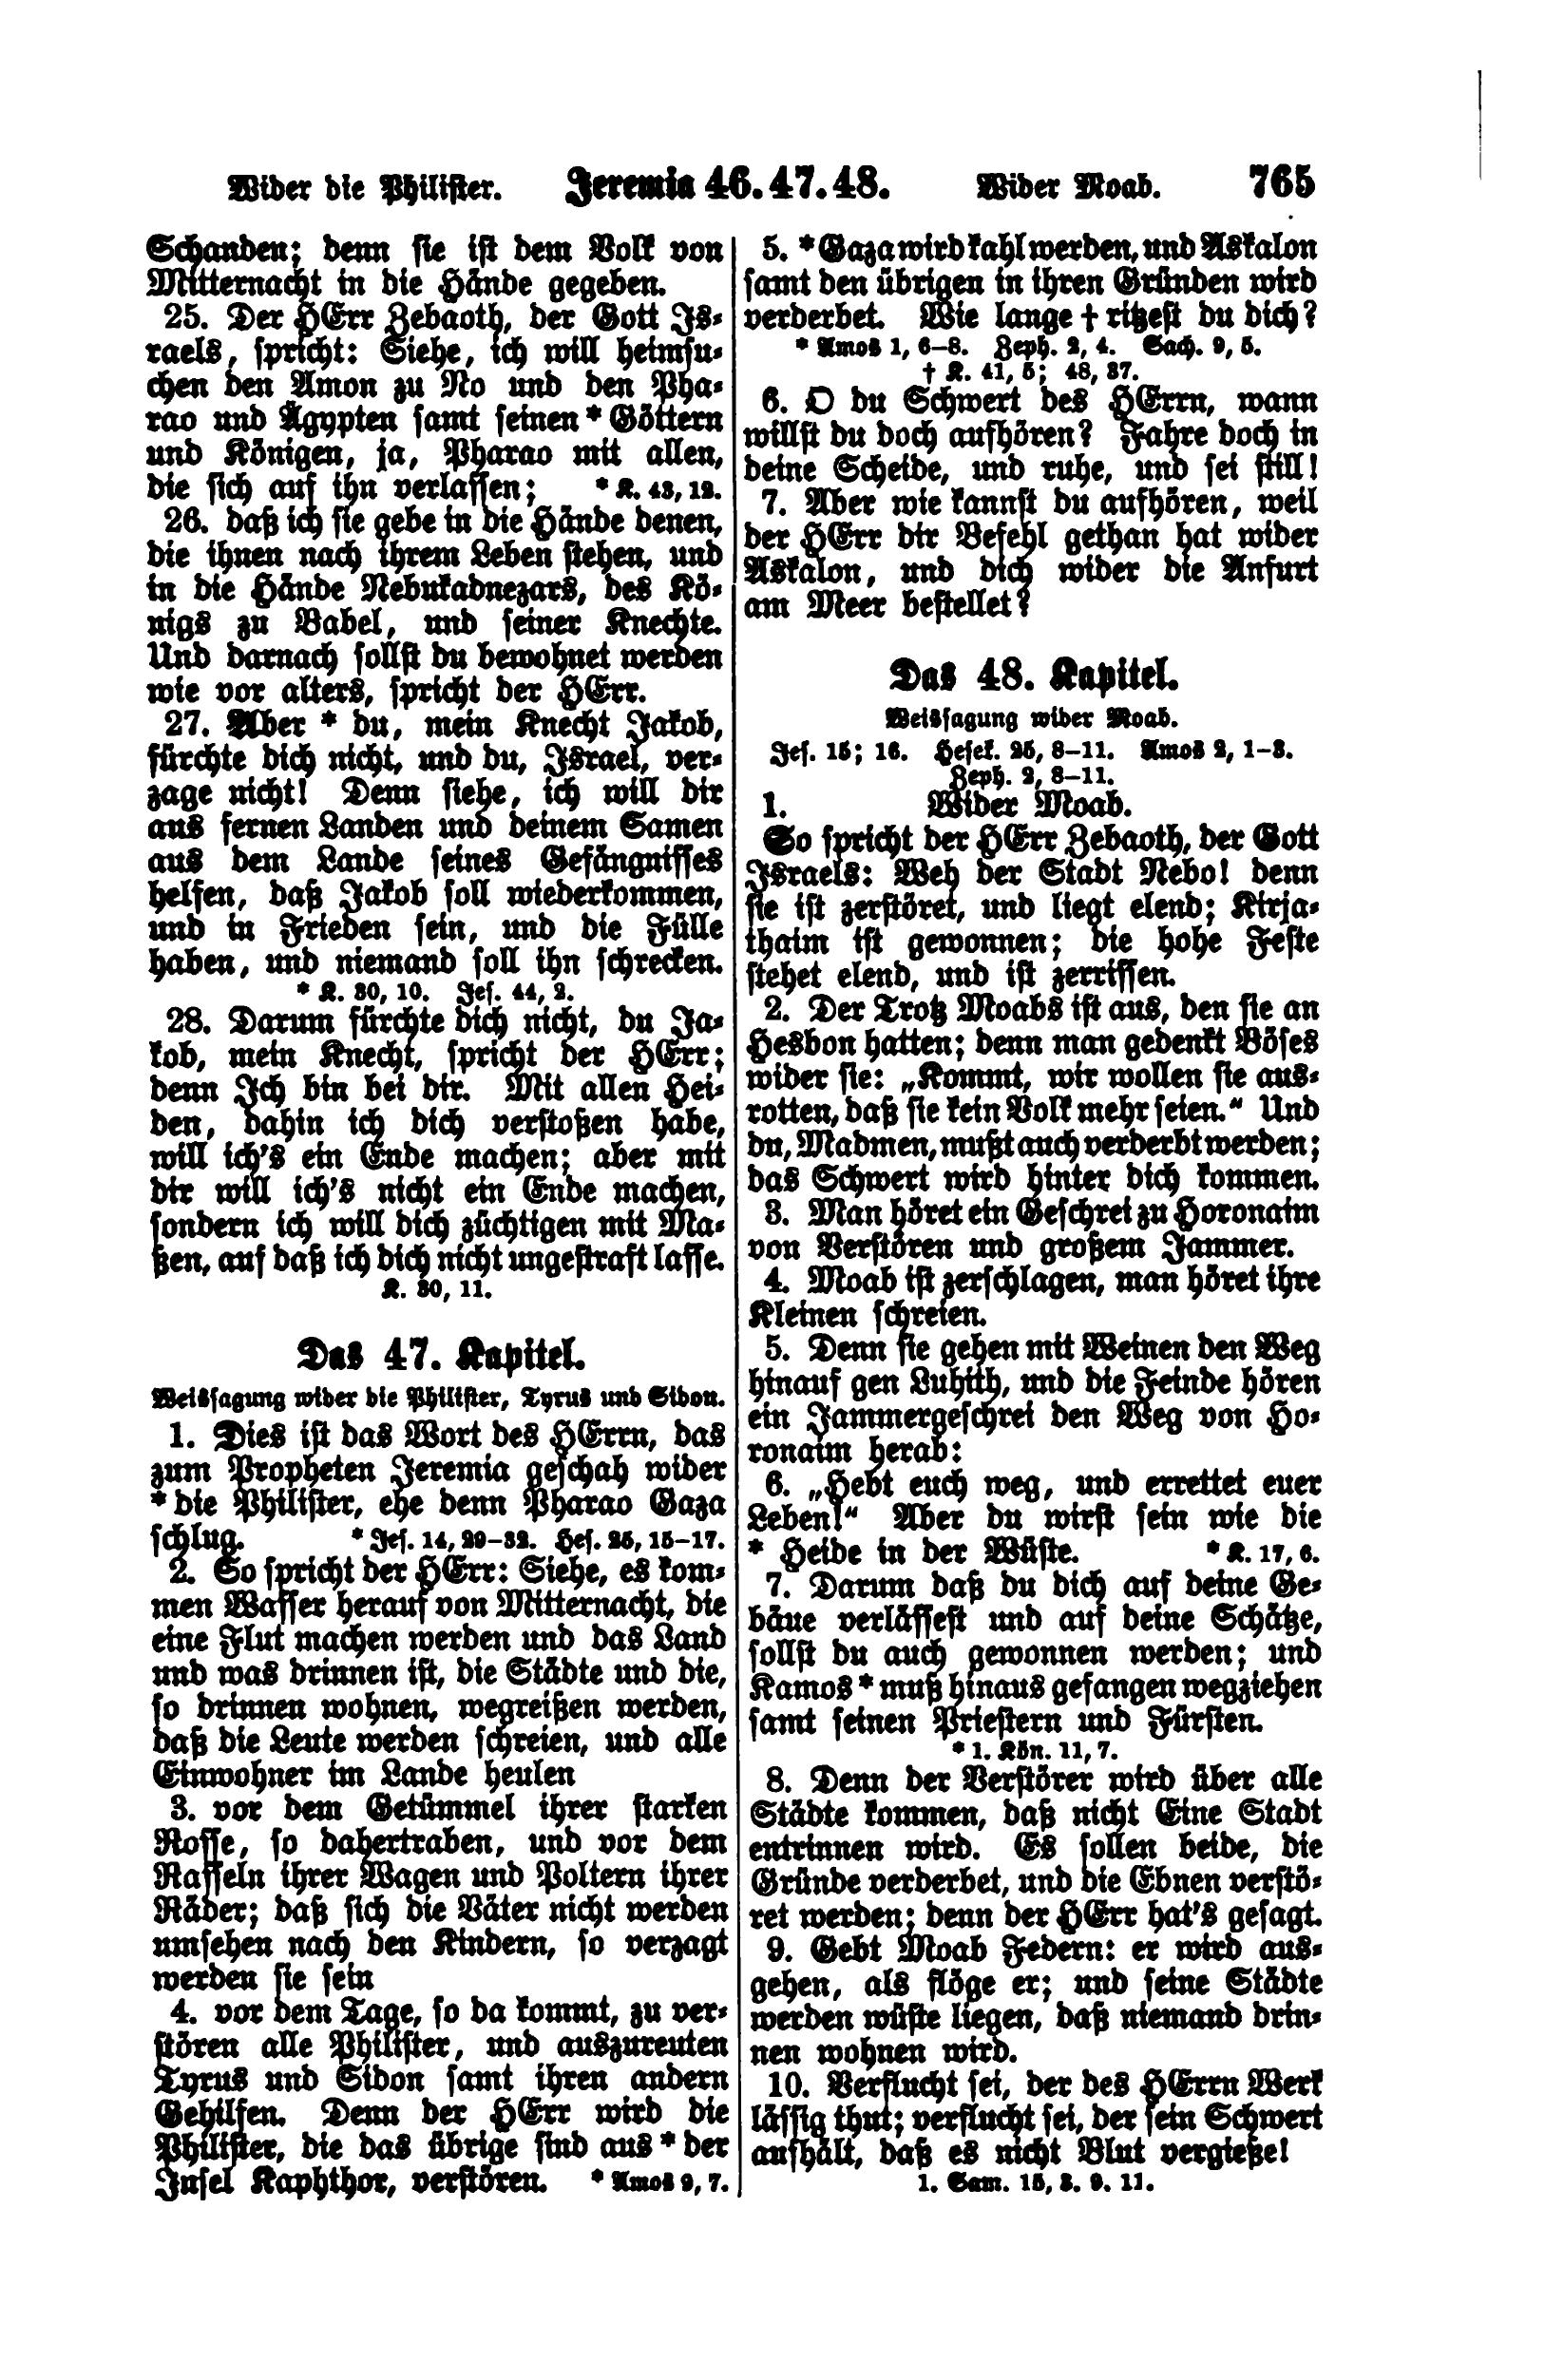 Wider die Philister. Jeremia 46. 47. 48. Wider Moab. 765
Schanden; denn sie ist dem Volk von
Mitternacht in die Hände gegeben.
25. Der HErr Zebaoth, der Gott Is-
raels, spricht: Siehe, ich will heimsu-
chen den Amon zu No und den Pha-
rao und Ägypten samt seinen * Göttern
und Königen, ja, Pharao mit allen,
die sich auf ihn verlassen; * K. 43, 12.
26. daß ich sie gebe in die Hände denen,
die ihnen nach ihrem Leben stehen, und
in die Hände Nebukadnezars, des Kö-
nigs zu Babel, und seiner Knechte.
Und darnach sollst du bewohnet werden
wie vor alters, spricht der HErr.
27. Aber * du, mein Knecht Jakob,
fürchte dich nicht, und du, Israel, ver-
zage nicht! Denn siehe, ich will dir
aus fernen Landen und deinem Samen
aus dem Lande seines Gefängnisses
helfen, daß Jakob soll wiederkommen,
und in Frieden sein, und die Fülle
haben, und niemand soll ihn schrecken.
* K. 30, 10. Jes. 44, 2.
28. Darum fürchte dich nicht, du Ja-
kob, mein Knecht, spricht der HErr;
denn Ich bin bei dir. Mit allen Hei-
den, dahin ich dich verstoßen habe,
will ich's ein Ende machen; aber mit
dir will ich's nicht ein Ende machen,
sondern ich will dich züchtigen mit Ma-
ßen, auf daß ich dich nicht ungestraft lasse.
K. 30, 11.
Das 47. Kapitel.
Weissagung wider die Philister, Tyrus und Sidon.
1. Dies ist das Wort des HErrn, das
zum Propheten Jeremia geschah wider
* die Philister, ehe denn Pharao Gaza
schlug. * Jes. 14, 29–32. Hes. 25, 15–17.
2. So spricht der HErr: Siehe, es kom-
men Wasser herauf von Mitternacht, die
eine Flut machen werden und das Land
und was drinnen ist, die Städte und die,
so drinnen wohnen, wegreißen werden,
daß die Leute werden schreien, und alle
Einwohner im Lande heulen
3. vor dem Getümmel ihrer starken
Rosse, so dahertraben, und vor dem
Rasseln ihrer Wagen und Poltern ihrer
Räder; daß sich die Väter nicht werden
umsehen nach den Kindern, so verzagt
werden sie sein
4. vor dem Tage, so da kommt, zu ver-
stören alle Philister, und auszureuten
Tyrus und Sidon samt ihren andern
Gehilfen. Denn der HErr wird die
Philister, die das übrige sind aus * der
Insel Kaphthor, verstören. * Amos 9, 7.
5. * Gaza wird kahl werden, und Askalon
samt den übrigen in ihren Gründen wird
verderbet. Wie lange † ritzest du dich?
* Amos 1, 6–8. Zeph. 2, 4. Sach. 9, 5.
† K. 41, 5; 48, 37.
6. O du Schwert des HErrn, wann
willst du doch aufhören? Fahre doch in
deine Scheide, und ruhe, und sei still!
7. Aber wie kannst du aufhören, weil
der HErr dir Befehl gethan hat wider
Askalon, und dich wider die Anfurt
am Meer bestellet?
Das 48. Kapitel.
Weissagung wider Moab.
Jes. 15; 16. Hesek. 25, 8–11. Amos 2, 1–3.
Zeph. 2, 8–11.
1. Wider Moab.
So spricht der HErr Zebaoth, der Gott
Israels: Weh der Stadt Nebo! denn
sie ist zerstöret, und liegt elend; Kirja-
thaim ist gewonnen; die hohe Feste
stehet elend, und ist zerrissen.
2. Der Trotz Moabs ist aus, den sie an
Hesbon hatten; denn man gedenkt Böses
wider sie: „Kommt, wir wollen sie aus-
rotten, daß sie kein Volk mehr seien.“ Und
du, Madmen, mußt auch verderbt werden;
das Schwert wird hinter dich kommen.
3. Man höret ein Geschrei zu Horonaim
von Verstören und großem Jammer.
4. Moab ist zerschlagen, man höret ihre
Kleinen schreien.
5. Denn sie gehen mit Weinen den Weg
hinauf gen Luhith, und die Feinde hören
ein Jammergeschrei den Weg von Ho-
ronaim herab:
6. „Hebt euch weg, und errettet euer
Leben!“ Aber du wirst sein wie die
* Heide in der Wüste. * K. 17, 6.
7. Darum daß du dich auf deine Ge-
bäue verlässest und auf deine Schätze,
sollst du auch gewonnen werden; und
Kamos * muß hinaus gefangen wegziehen
samt seinen Priestern und Fürsten.
* 1. Kön. 11, 7.
8. Denn der Verstörer wird über alle
Städte kommen, daß nicht Eine Stadt
entrinnen wird. Es sollen beide, die
Gründe verderbet, und die Ebnen verstö-
ret werden; denn der HErr hat's gesagt.
9. Gebt Moab Federn: er wird aus-
gehen, als flöge er; und seine Städte
werden wüste liegen, daß niemand drin-
nen wohnen wird.
10. Verflucht sei, der des HErrn Werk
lässig thut; verflucht sei, der sein Schwert
aufhält, daß es nicht Blut vergieße!
1. Sam. 15, 3. 9. 11.